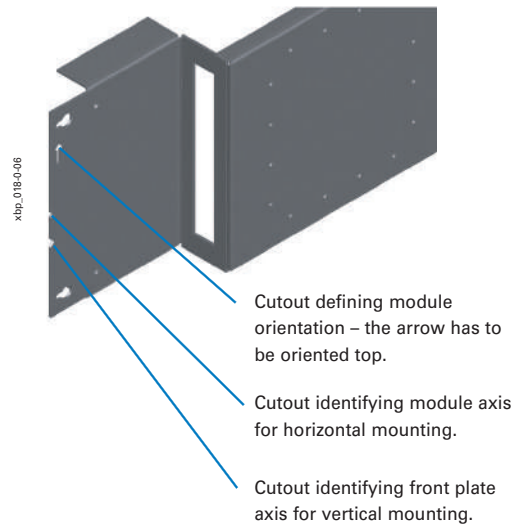 xbp_018-0-06
Cutout defining module
orientation – the arrow has to
be oriented top.
Cutout identifying module axis
for horizontal mounting.
Cutout identifying front plate
axis for vertical mounting.